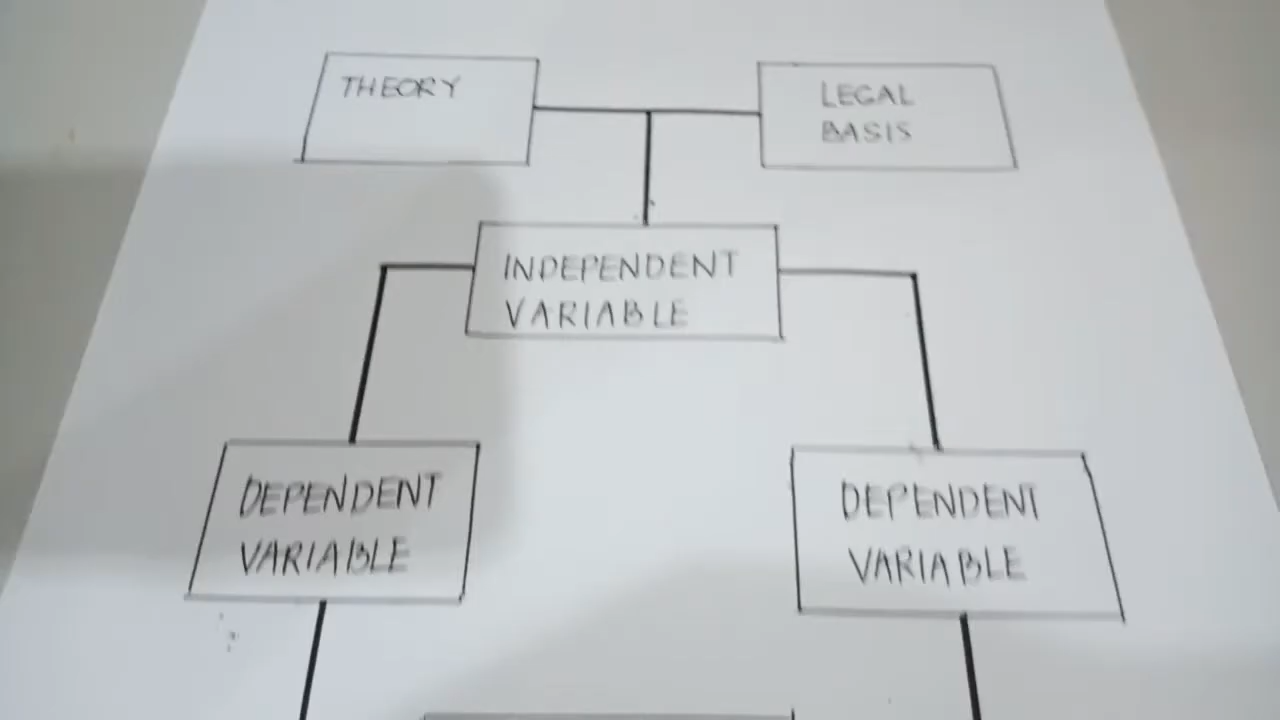 THEORY
LEGAL
BASIS
INDEPENDENT
VARIABLE
DEPENDENT
VARIABLE
DEPENDENT
VARIABLE